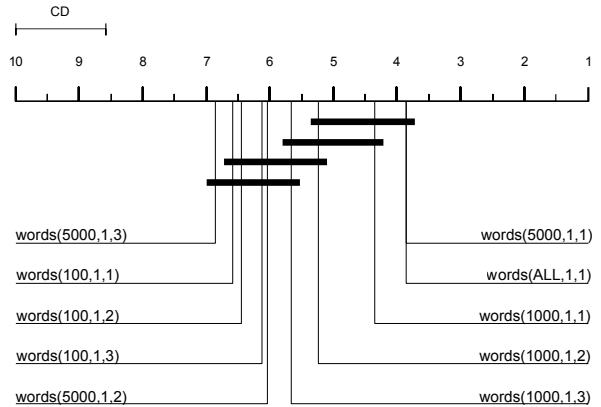 CD
10 9 8 7 6 5 4 3 2 1
words(5000,1,3) words(5000,1,1)
words(100,1,1) words(ALL,1,1)
words(100,1,2) words(1000,1,1)
words(100,1,3) words(1000,1,2)
words(5000,1,2) words(1000,1,3)